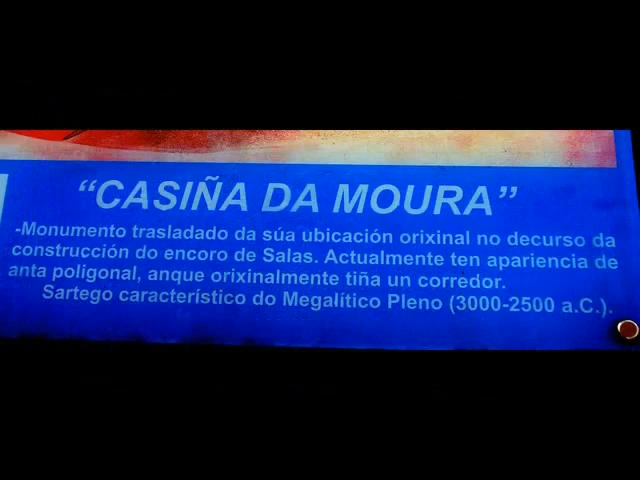 “CASIÑA DA MOURA”
-Monumento trasladado da súa ubicación orixinal no decurso da
construcción do encoro de Salas. Actualmente ten apariencia de
anta poligonal, anque orixinalmente tiña un corredor.
Sartego característico do Megalítico Pleno (3000-2500 a.C.).